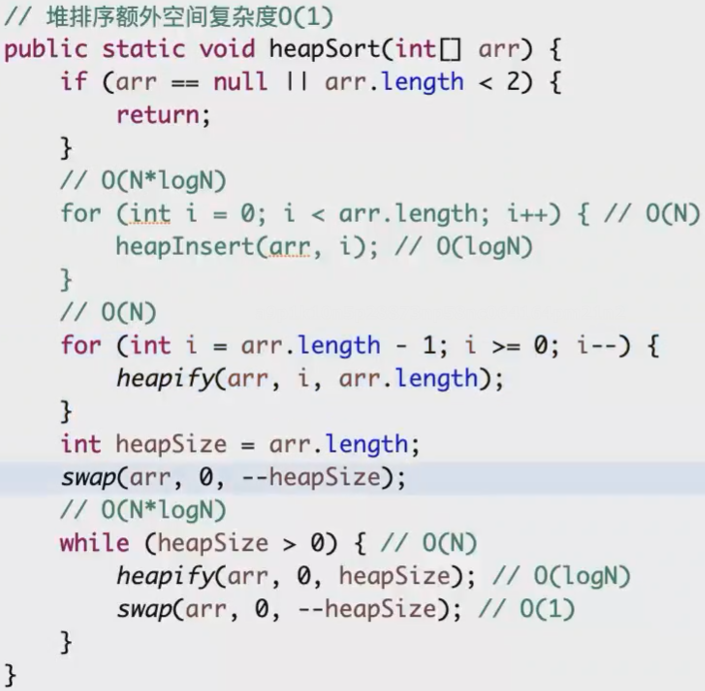 // 堆排序额外空间复杂度O(1)
public static void heapSort(int[] arr) {
    if (arr == null || arr.length < 2) {
        return;
    }
    // O(N*logN)
    for (int i = 0; i < arr.length; i++) { // O(N)
        heapInsert(arr, i); // O(logN)
    }
    // O(N)
    for (int i = arr.length - 1; i >= 0; i--) {
        heapify(arr, i, arr.length);
    }
    int heapSize = arr.length;
    swap(arr, 0, --heapSize);
    // O(N*logN)
    while (heapSize > 0) { // O(N)
        heapify(arr, 0, heapSize); // O(logN)
        swap(arr, 0, --heapSize); // O(1)
    }
}